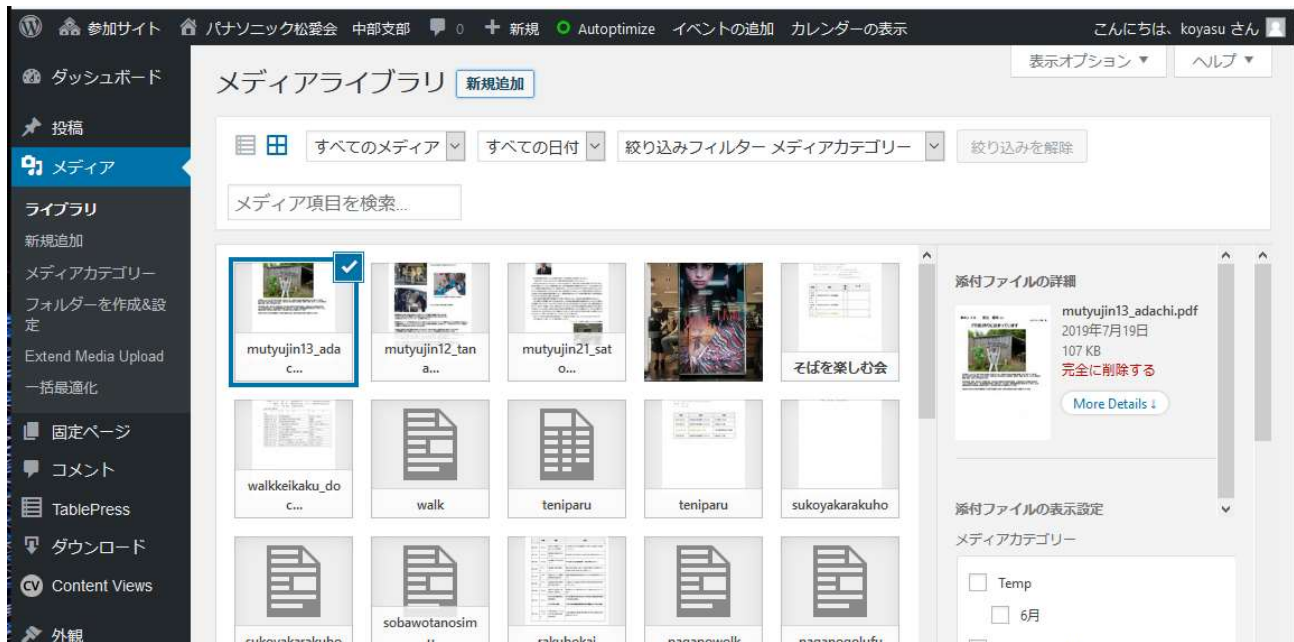 参加サイト パナソニック松愛会 中部支部 0 新規 Autoptimize イベントの追加 カレンダーの表示 こんにちは、koyasu さん
ダッシュボード
投稿
メディア
ライブラリ
新規追加
メディアカテゴリー
フォルダーを作成&設
定
Extend Media Upload
一括最適化
固定ページ
コメント
TablePress
ダウンロード
CV Content Views
外観
表示オプション ▼ ヘルプ ▼
メディアライブラリ 新規追加
すべてのメディア すべての日付 絞り込みフィルター メディアカテゴリー 絞り込みを解除
メディア項目を検索...
mutyujin13_ada
c...
mutyujin12_tan
a...
mutyujin21_sat
o...
そばを楽しむ会
walkkeikaku_do
c...
walk
teniparu
teniparu
sukoyakarakuho
sukoyakarakuho
sobawotanosim
u
rakuhokai
naganowalk
naganogolufu
添付ファイルの詳細
mutyujin13_adachi.pdf
2019年7月19日
107 KB
完全に削除する
More Details ↓
添付ファイルの表示設定
メディアカテゴリー
Temp
6月